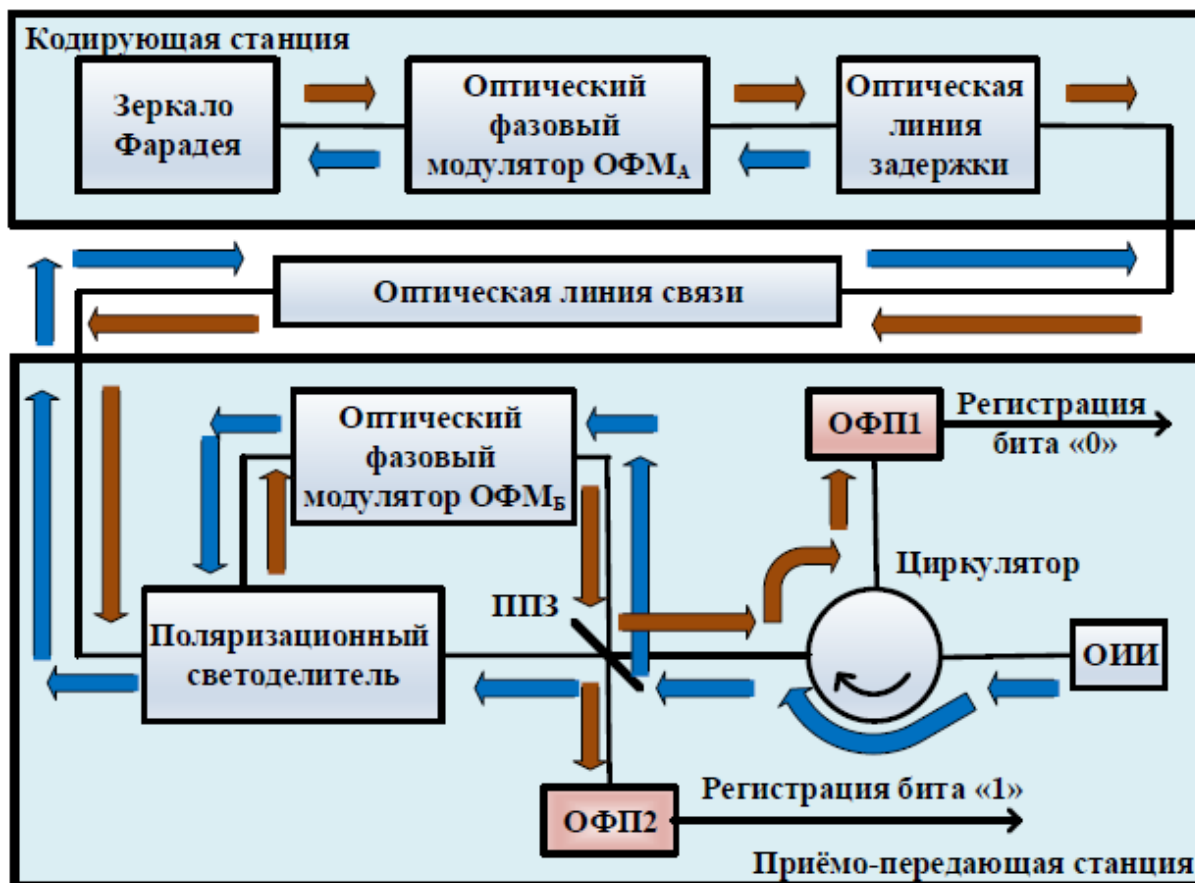 Кодирующая станция
Зеркало
Фарадея
Оптический
фазовый
модулятор ОФМА
Оптическая
линия
задержки
Оптическая линия связи
Оптический
фазовый
модулятор ОФМБ
ОФП1
Регистрация
бита «0»
Циркулятор
ППЗ
Поляризационный
светоделитель
ОИИ
ОФП2
Регистрация бита «1»
Приёмо-передающая станция